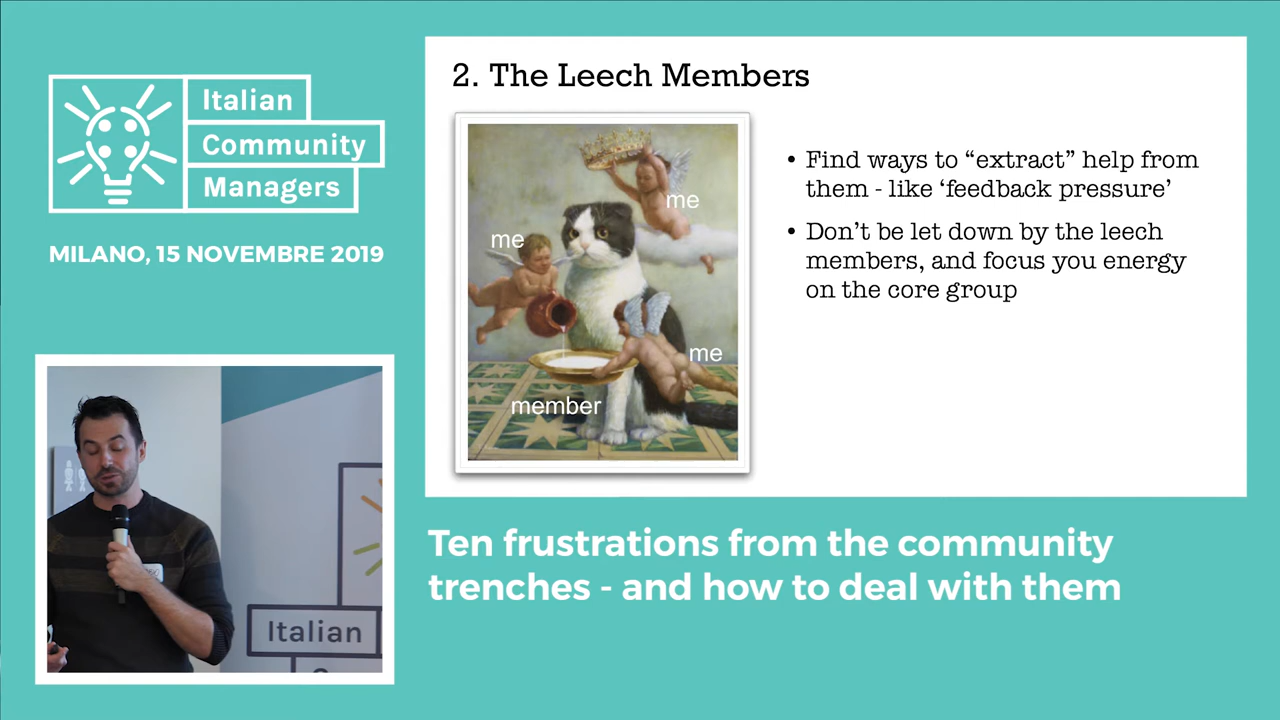 Italian
Community
Managers
MILANO, 15 NOVEMBRE 2019
2. The Leech Members
me
me
me
member
• Find ways to “extract” help from
them - like ‘feedback pressure’
• Don’t be let down by the leech
members, and focus you energy
on the core group
Italian
Ten frustrations from the community
trenches - and how to deal with them